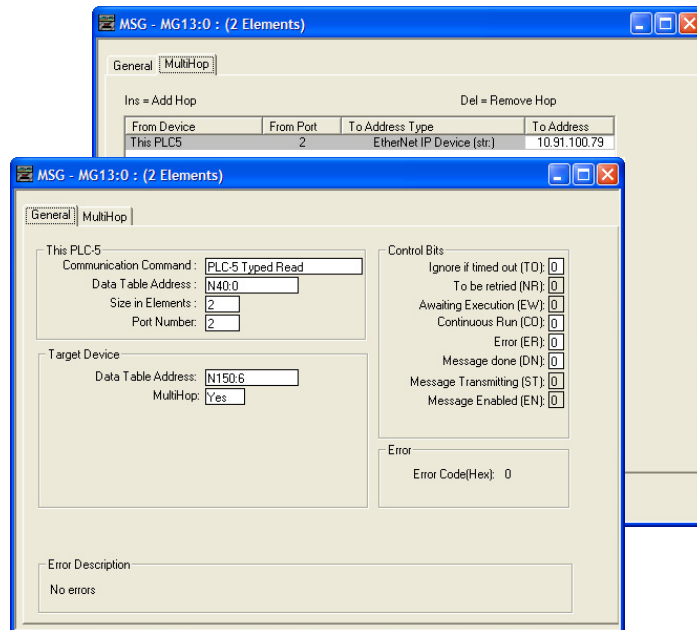 MSG - MG13:0 : (2 Elements)
General MultiHop
Ins = Add Hop Del = Remove Hop
From Device From Port To Address Type To Address
This PLC5 2 EtherNet IP Device (str:) 10.91.100.79
MSG - MG13:0 : (2 Elements)
General MultiHop
This PLC-5
Communication Command : PLC-5 Typed Read
Data Table Address : N40:0
Size in Elements : 2
Port Number: 2
Target Device
Data Table Address: N150:6
MultiHop: Yes
Control Bits
Ignore if timed out (TO): 0
To be retried (NR): 0
Awaiting Execution (EW): 0
Continuous Run (CO): 0
Error (ER): 0
Message done (DN): 0
Message Transmitting (ST): 0
Message Enabled (EN): 0
Error
Error Code(Hex): 0
Error Description
No errors